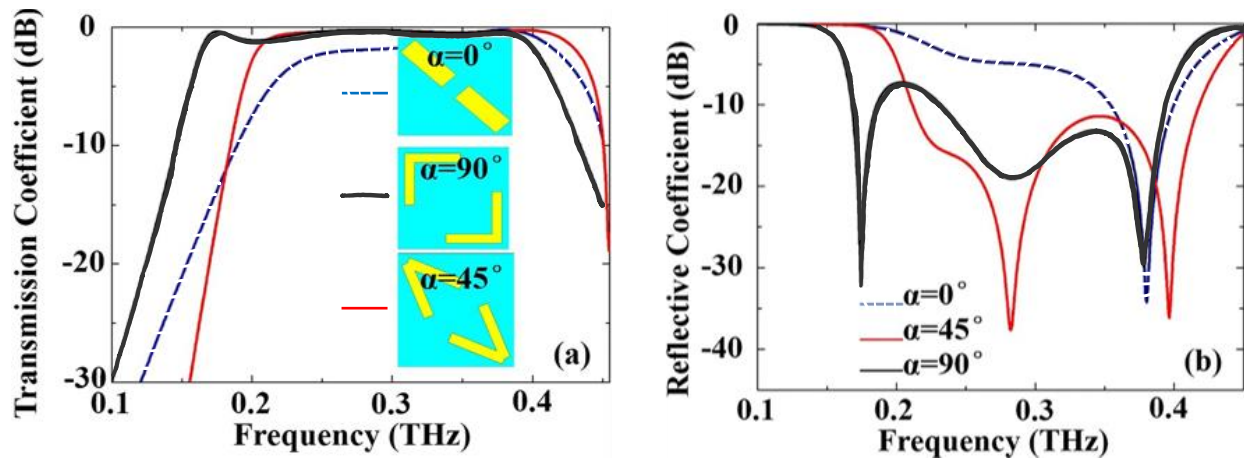 Transmission Coefficient (dB)
0
-10
-20
-30
0.1
0.2
0.3
0.4
Frequency (THz)
α=0°
α=90°
α=45°
(a)
Reflective Coefficient (dB)
0
-10
-20
-30
-40
0.1
0.2
0.3
0.4
Frequency (THz)
α=0°
α=45°
α=90°
(b)